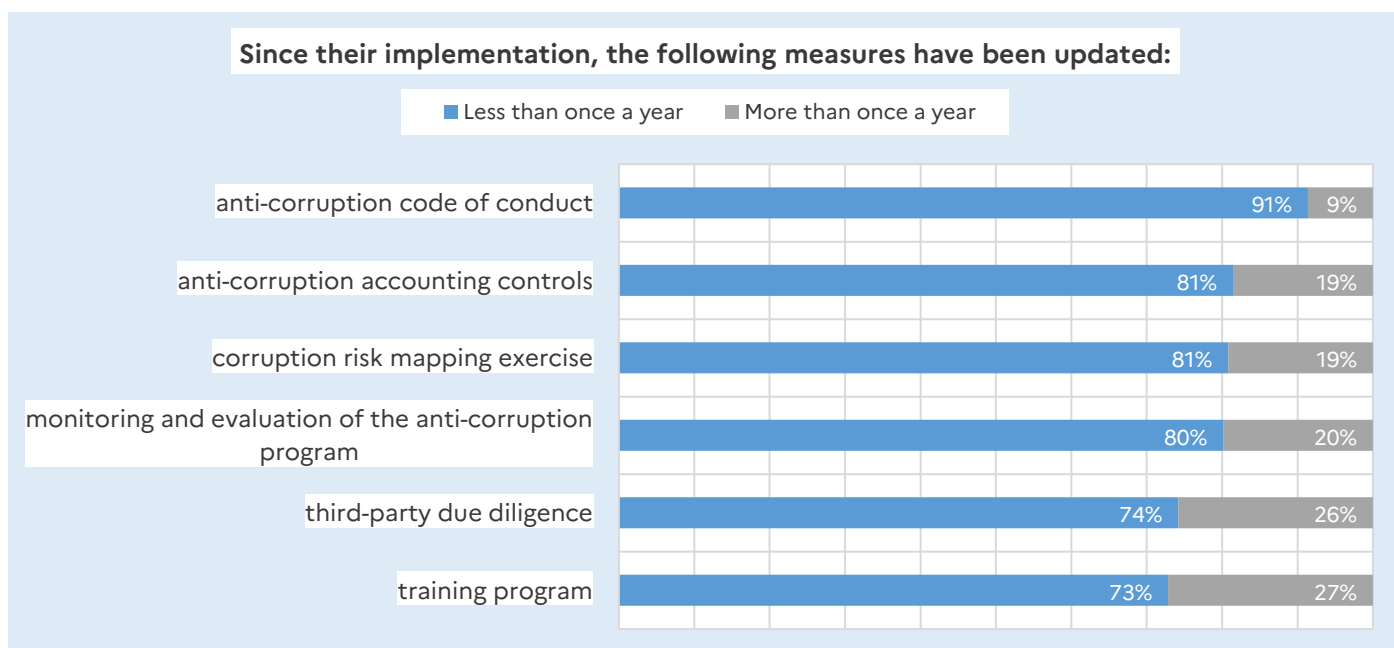 Since their implementation, the following measures have been updated:
Less than once a year More than once a year
anti-corruption code of conduct 91% 9%
anti-corruption accounting controls 81% 19%
corruption risk mapping exercise 81% 19%
monitoring and evaluation of the anti-corruption
program 80% 20%
third-party due diligence 74% 26%
training program 73% 27%